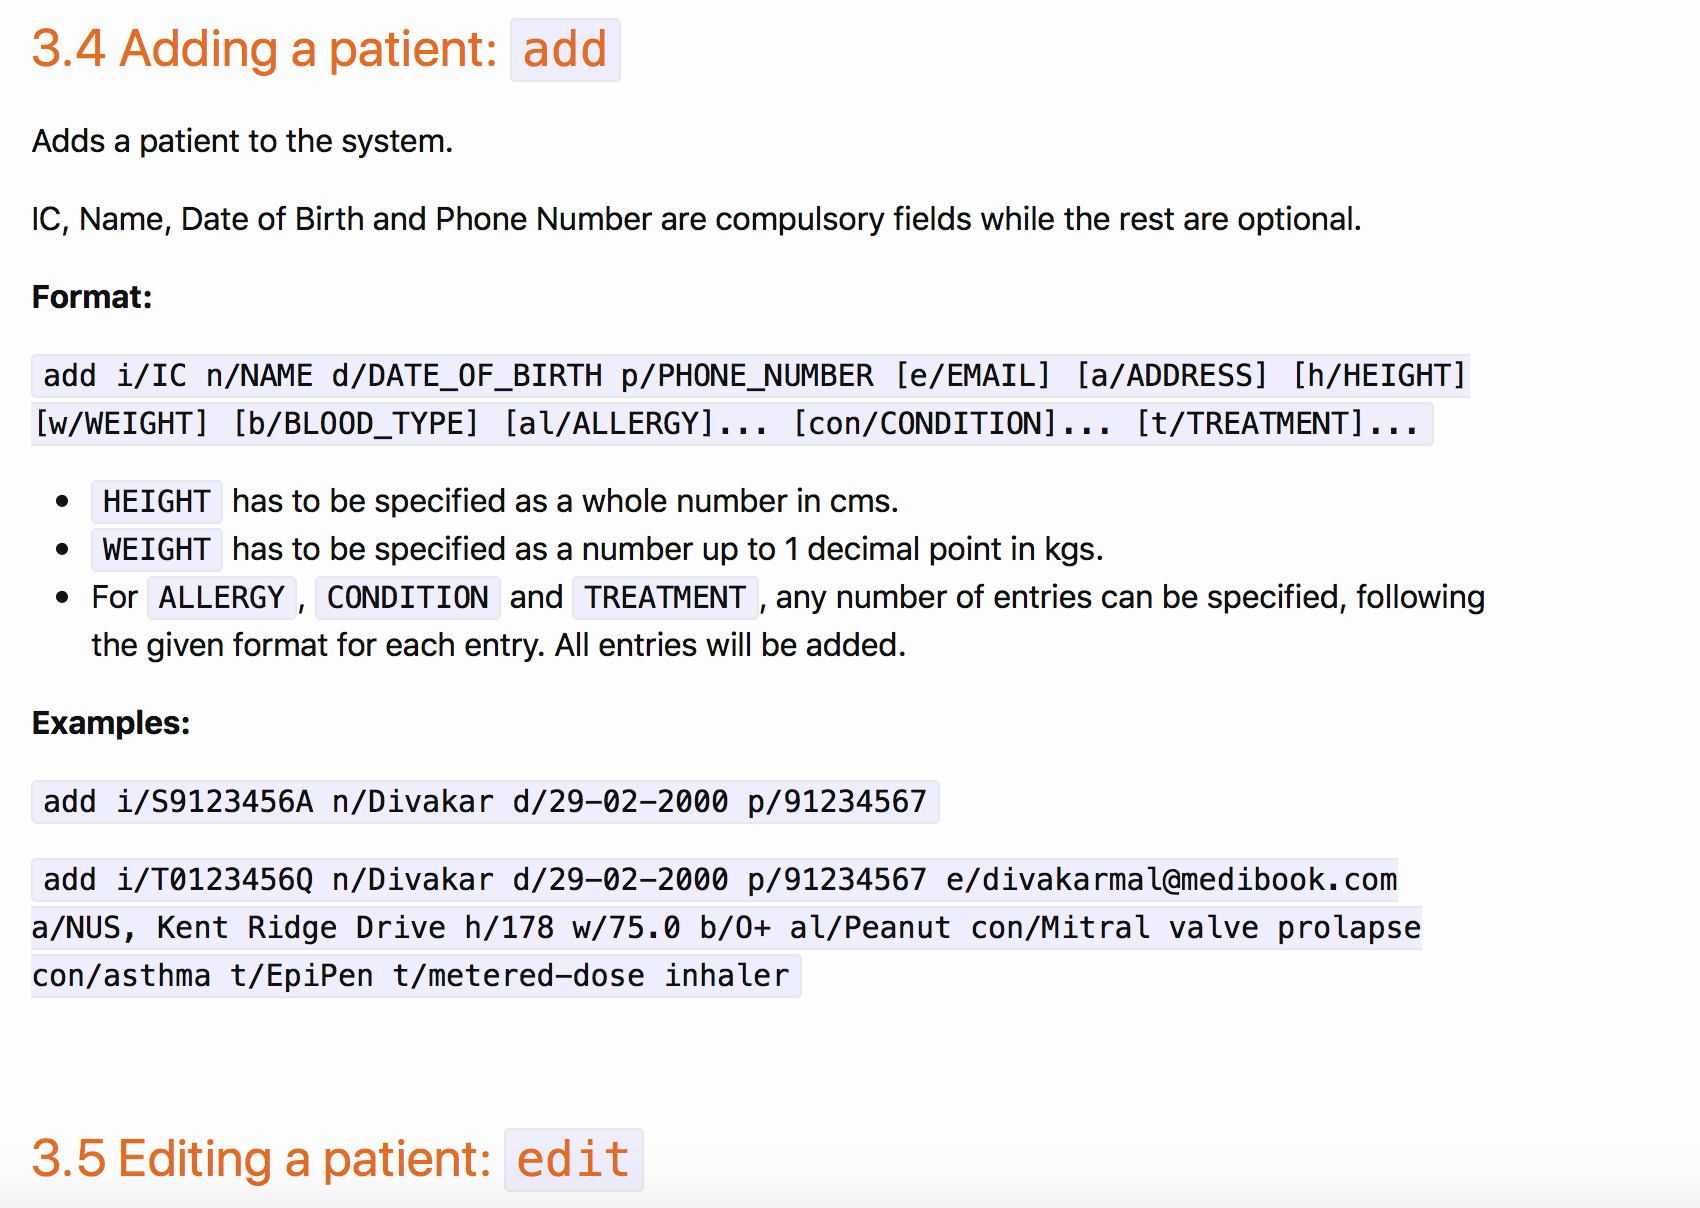 3.4 Adding a patient: add
Adds a patient to the system.
IC, Name, Date of Birth and Phone Number are compulsory fields while the rest are optional.
Format:
add i/IC n/NAME d/DATE_OF_BIRTH p/PHONE_NUMBER [e/EMAIL] [a/ADDRESS] [h/HEIGHT]
[w/WEIGHT] [b/BLOOD_TYPE] [al/ALLERGY]... [con/CONDITION]... [t/TREATMENT]...
• HEIGHT has to be specified as a whole number in cms.
• WEIGHT has to be specified as a number up to 1 decimal point in kgs.
• For ALLERGY, CONDITION and TREATMENT, any number of entries can be specified, following
the given format for each entry. All entries will be added.
Examples:
add i/S9123456A n/Divakar d/29-02-2000 p/91234567
add i/T0123456Q n/Divakar d/29-02-2000 p/91234567 e/divakarmal@medibook.com
a/NUS, Kent Ridge Drive h/178 w/75.0 b/O+ al/Peanut con/Mitral valve prolapse
con/asthma t/EpiPen t/metered-dose inhaler
3.5 Editing a patient: edit